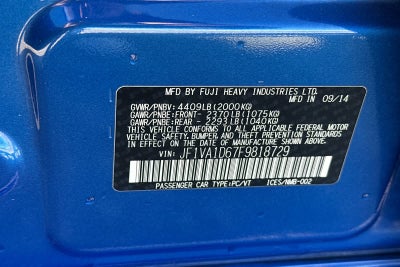 MFD BY FUJI HEAVY INDUSTRIES LTD.
MFD IN 09/14
GVWR/PNBV: 4409LB(2000KG)
GAWR/PNBE: FRONT- 2370LB(1075KG)
GAWR/PNBE: REAR - 2293LB(1040KG)
THIS VEHICLE CONFORMS TO ALL APPLICABLE
FEDERAL MOTOR VEHICLE
SAFETY, BUMPER, AND THEFT PREVENTION STANDARDS
IN EFFECT ON THE DATE OF MANUFACTURE SHOWN ABOVE.
VIN: JF1VA1D67F9818729
PASSENGER CAR TYPE:PC/VT ICES/NMB-002